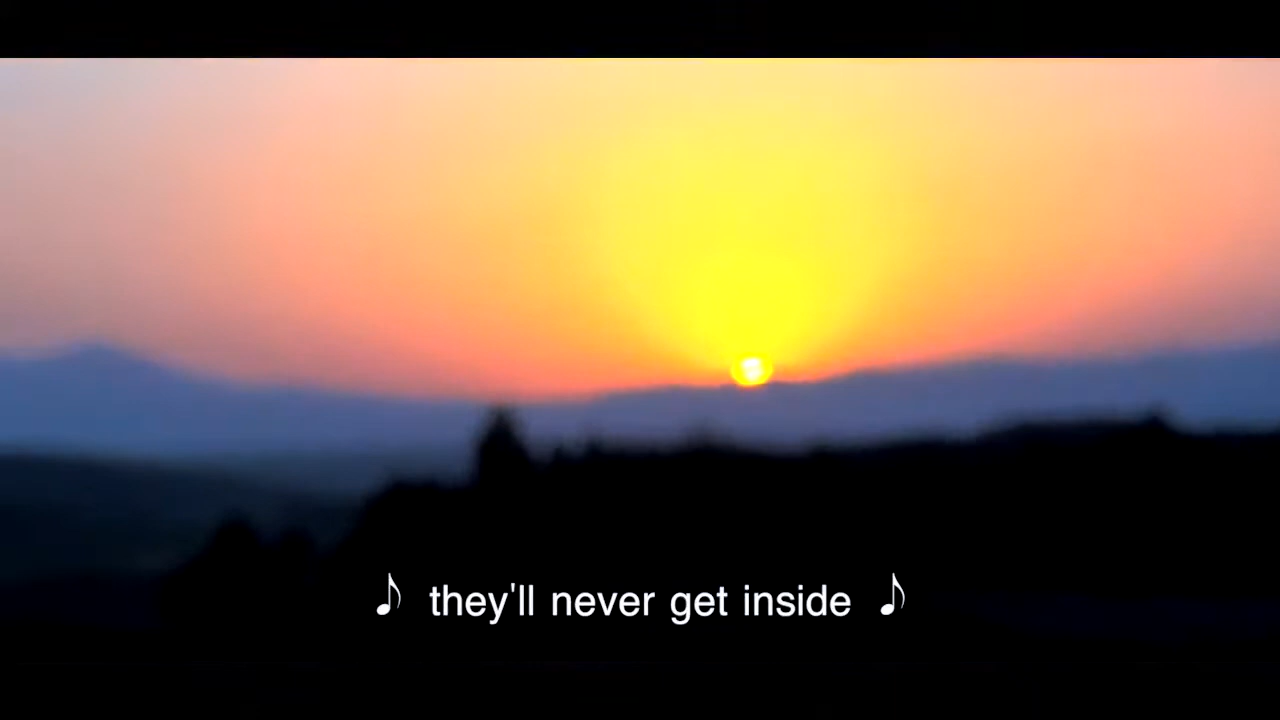 ♪ they'll never get inside ♪